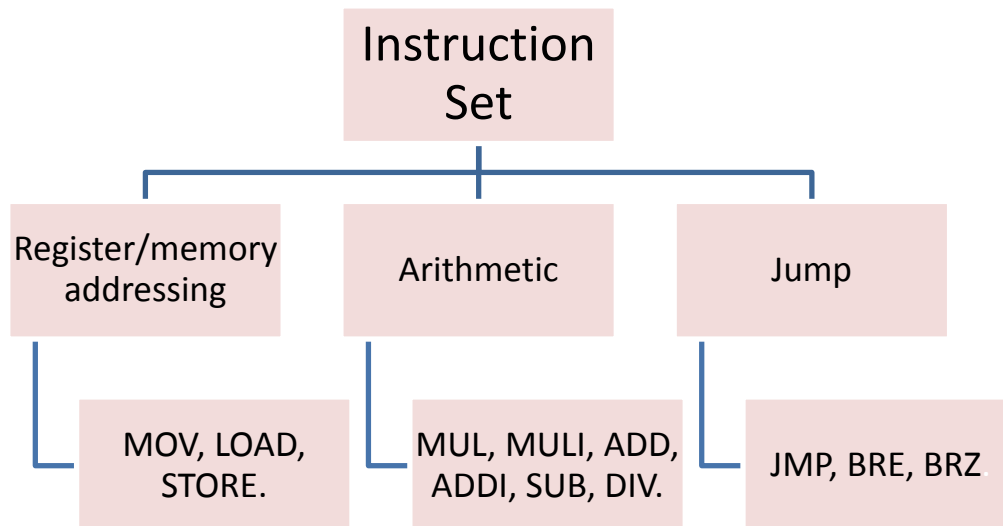 Instruction
Set
Register/memory
addressing
Arithmetic
Jump
MOV, LOAD,
STORE.
MUL, MULI, ADD,
ADDI, SUB, DIV.
JMP, BRE, BRZ.